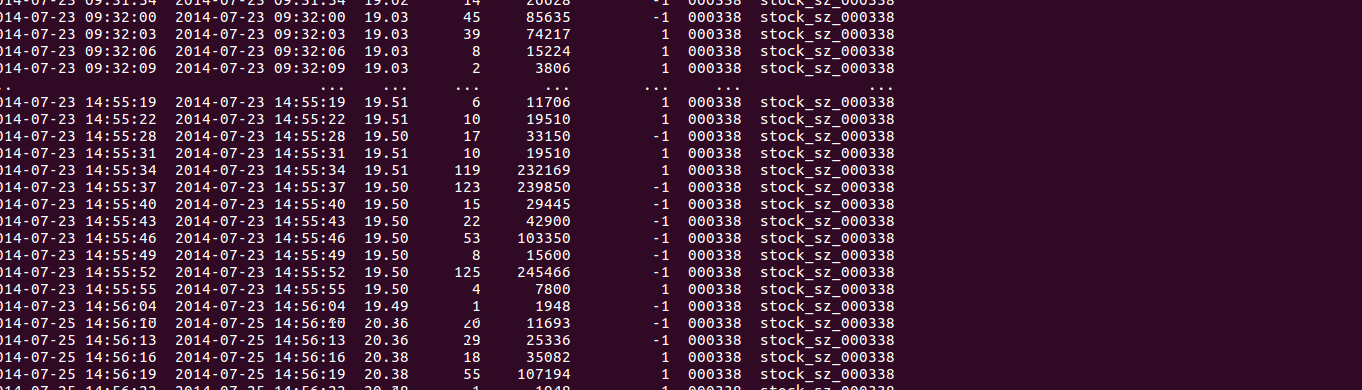 014-07-23 09:31:54 2014-07-23 09:31:54 19.02 14 26628 -1 000338 stock_sz_000338
014-07-23 09:32:00 2014-07-23 09:32:00 19.03 45 85635 -1 000338 stock_sz_000338
014-07-23 09:32:03 2014-07-23 09:32:03 19.03 39 74217 1 000338 stock_sz_000338
014-07-23 09:32:06 2014-07-23 09:32:06 19.03 8 15224 1 000338 stock_sz_000338
014-07-23 09:32:09 2014-07-23 09:32:09 19.03 2 3806 1 000338 stock_sz_000338
.. ... ... ... ... ... ... ...
014-07-23 14:55:19 2014-07-23 14:55:19 19.51 6 11706 1 000338 stock_sz_000338
014-07-23 14:55:22 2014-07-23 14:55:22 19.51 10 19510 1 000338 stock_sz_000338
014-07-23 14:55:28 2014-07-23 14:55:28 19.50 17 33150 -1 000338 stock_sz_000338
014-07-23 14:55:31 2014-07-23 14:55:31 19.51 10 19510 1 000338 stock_sz_000338
014-07-23 14:55:34 2014-07-23 14:55:34 19.51 119 232169 1 000338 stock_sz_000338
014-07-23 14:55:37 2014-07-23 14:55:37 19.50 123 239850 -1 000338 stock_sz_000338
014-07-23 14:55:40 2014-07-23 14:55:40 19.50 15 29445 -1 000338 stock_sz_000338
014-07-23 14:55:43 2014-07-23 14:55:43 19.50 22 42900 -1 000338 stock_sz_000338
014-07-23 14:55:46 2014-07-23 14:55:46 19.50 53 103350 -1 000338 stock_sz_000338
014-07-23 14:55:49 2014-07-23 14:55:49 19.50 8 15600 -1 000338 stock_sz_000338
014-07-23 14:55:52 2014-07-23 14:55:52 19.50 125 245466 -1 000338 stock_sz_000338
014-07-23 14:55:55 2014-07-23 14:55:55 19.50 4 7800 1 000338 stock_sz_000338
014-07-23 14:56:04 2014-07-23 14:56:04 19.49 1 1948 -1 000338 stock_sz_000338
014-07-25 14:56:10 2014-07-25 14:56:10 20.36 26 11693 -1 000338 stock_sz_000338
014-07-25 14:56:13 2014-07-25 14:56:13 20.36 29 25336 -1 000338 stock_sz_000338
014-07-25 14:56:16 2014-07-25 14:56:16 20.38 18 35082 1 000338 stock_sz_000338
014-07-25 14:56:19 2014-07-25 14:56:19 20.38 55 107194 1 000338 stock_sz_000338
1 1948 1 000338 stock_sz_000338